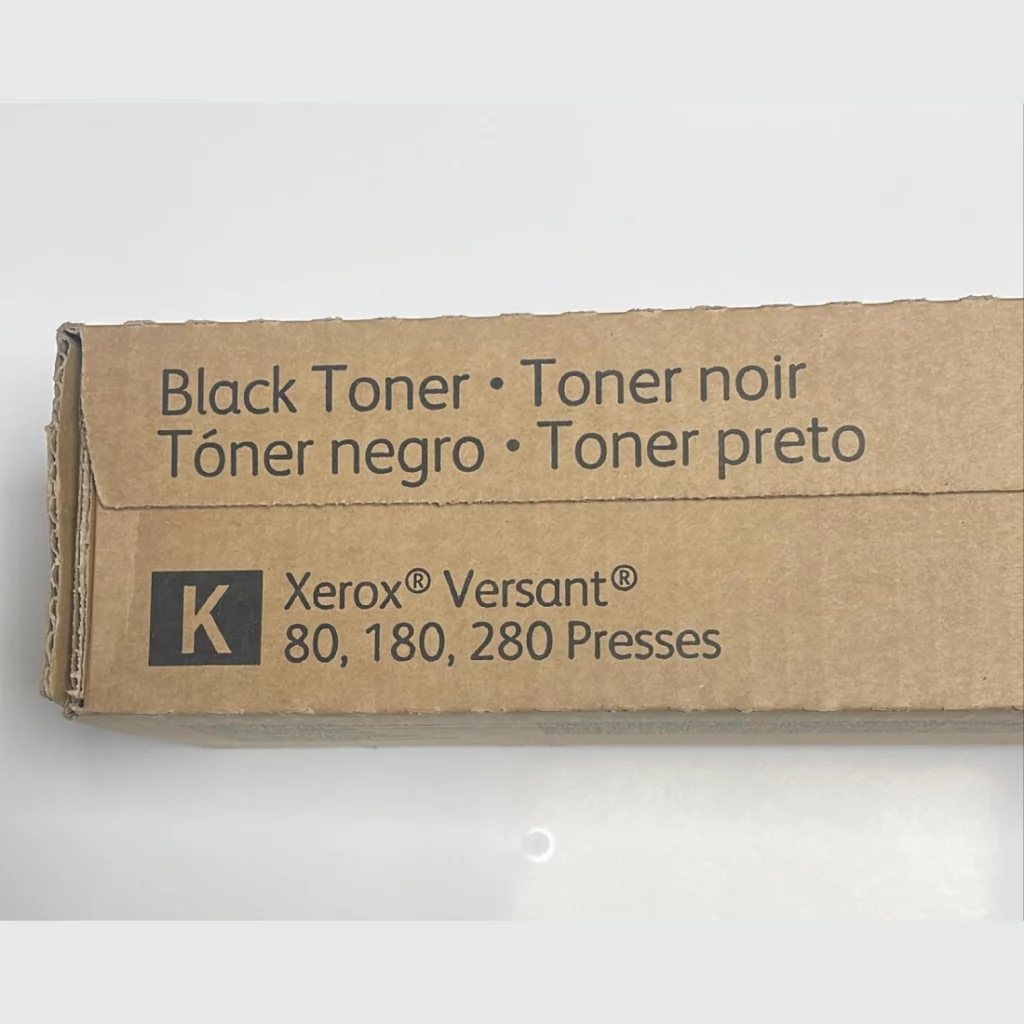 Black Toner • Toner noir
Tóner negro • Toner preto
K
Xerox® Versant®
80, 180, 280 Presses